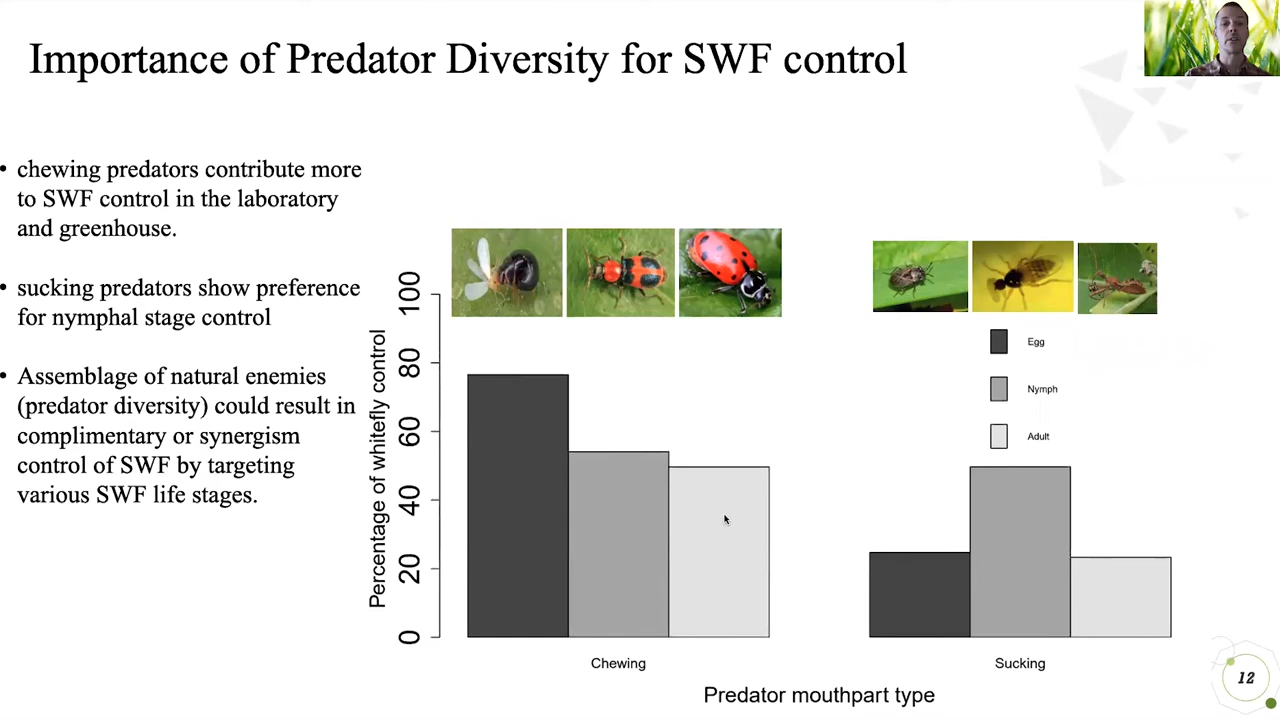 Importance of Predator Diversity for SWF control
• chewing predators contribute more
to SWF control in the laboratory
and greenhouse.
• sucking predators show preference
for nymphal stage control
• Assemblage of natural enemies
(predator diversity) could result in
complimentary or synergism
control of SWF by targeting
various SWF life stages.
Percentage of whitefly control
100
80
60
40
20
0
Egg
Nymph
Adult
Chewing
Sucking
Predator mouthpart type
12